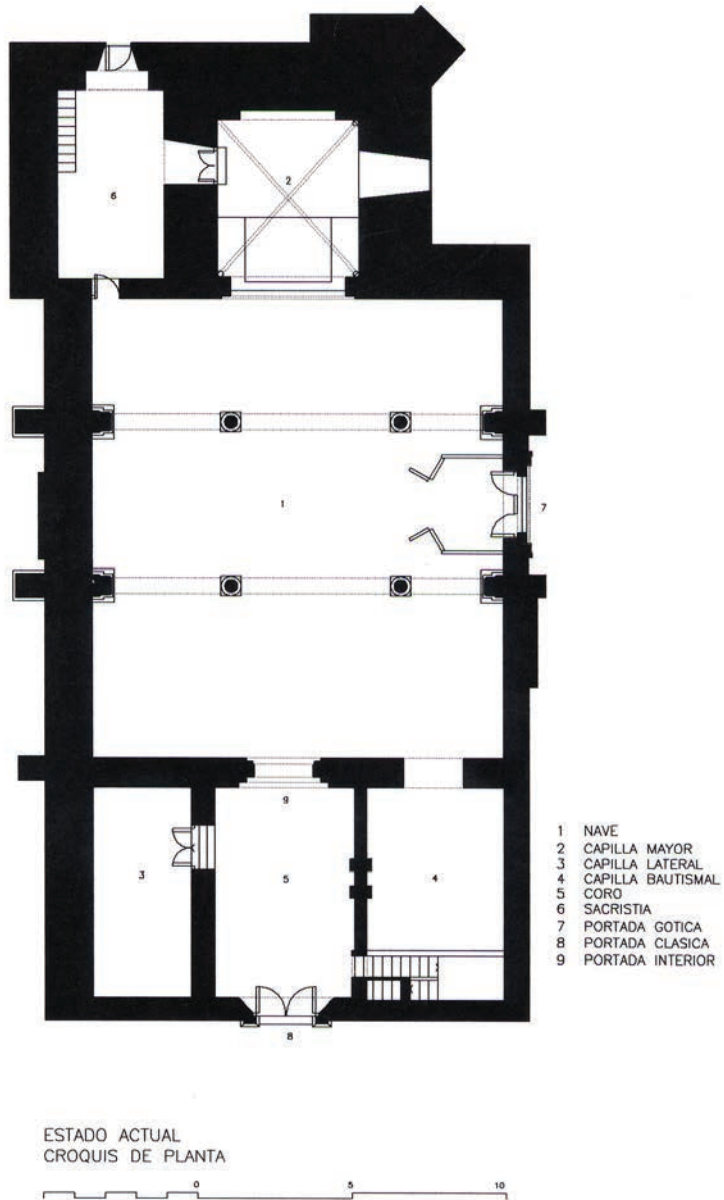 6
2
1
7
9
3
5
4
8
1 NAVE
2 CAPILLA MAYOR
3 CAPILLA LATERAL
4 CAPILLA BAUTISMAL
5 CORO
6 SACRISTIA
7 PORTADA GOTICA
8 PORTADA CLASICA
9 PORTADA INTERIOR
ESTADO ACTUAL
CROQUIS DE PLANTA
0 5 10